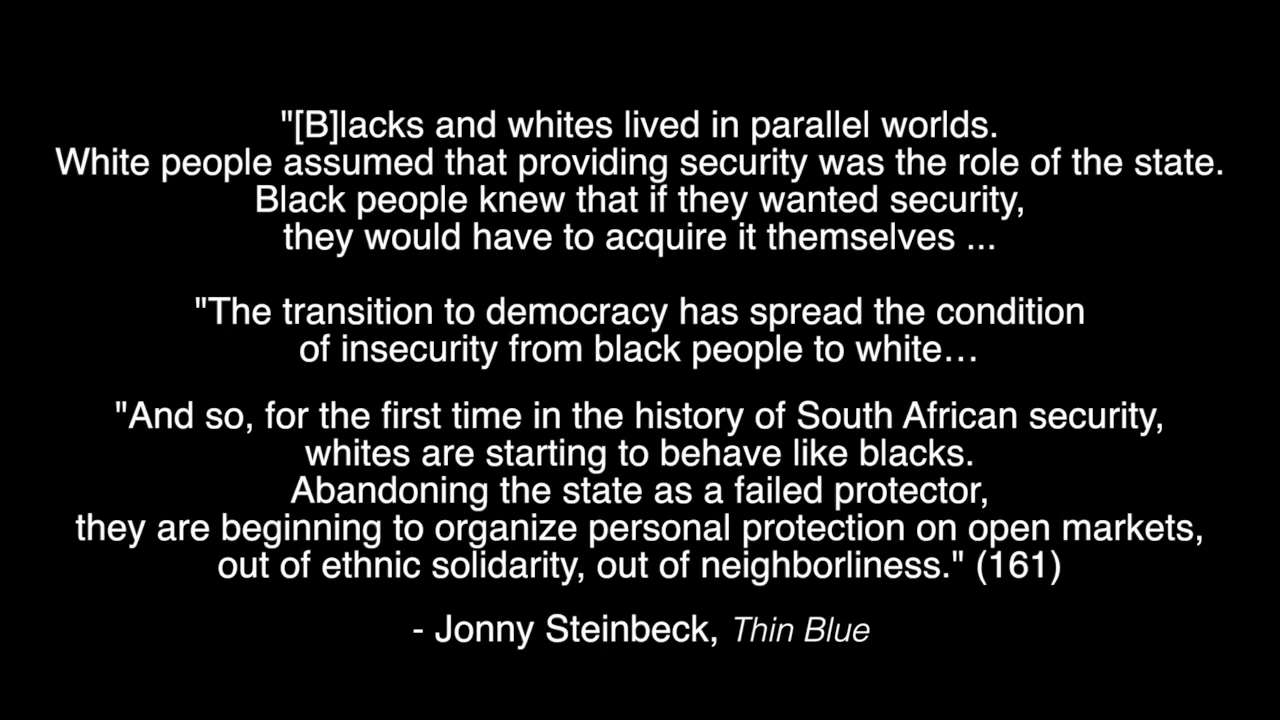 "[B]lacks and whites lived in parallel worlds.
White people assumed that providing security was the role of the state.
Black people knew that if they wanted security,
they would have to acquire it themselves ...
"The transition to democracy has spread the condition
of insecurity from black people to white…
"And so, for the first time in the history of South African security,
whites are starting to behave like blacks.
Abandoning the state as a failed protector,
they are beginning to organize personal protection on open markets,
out of ethnic solidarity, out of neighborliness." (161)
- Jonny Steinbeck, Thin Blue